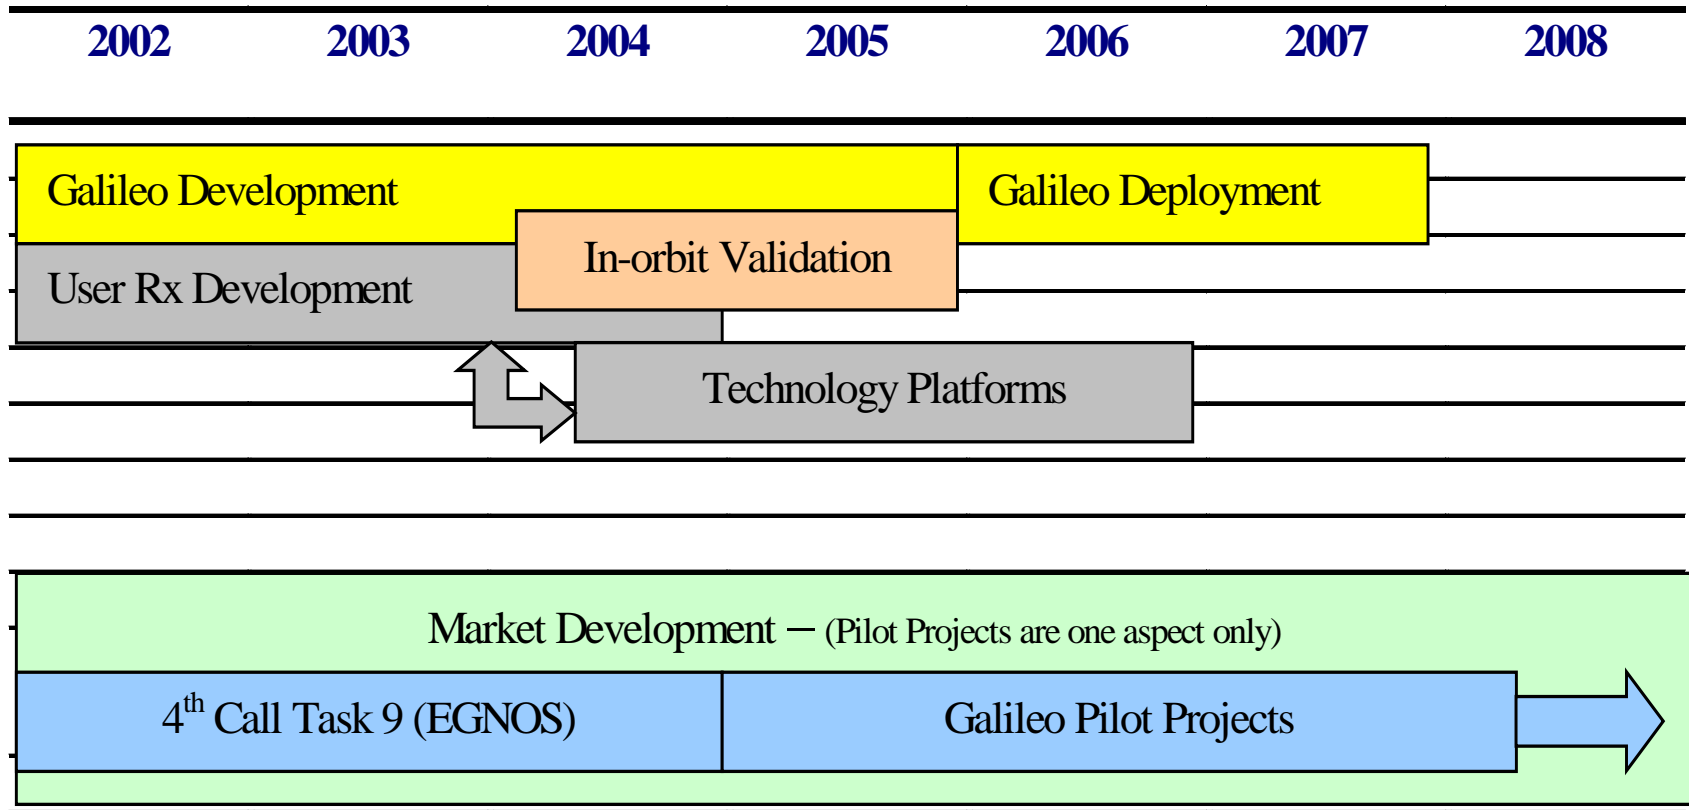 2002 2003 2004 2005 2006 2007 2008
Galileo Development
Galileo Deployment
In-orbit Validation
User Rx Development
Technology Platforms
Market Development – (Pilot Projects are one aspect only)
4th Call Task 9 (EGNOS)
Galileo Pilot Projects